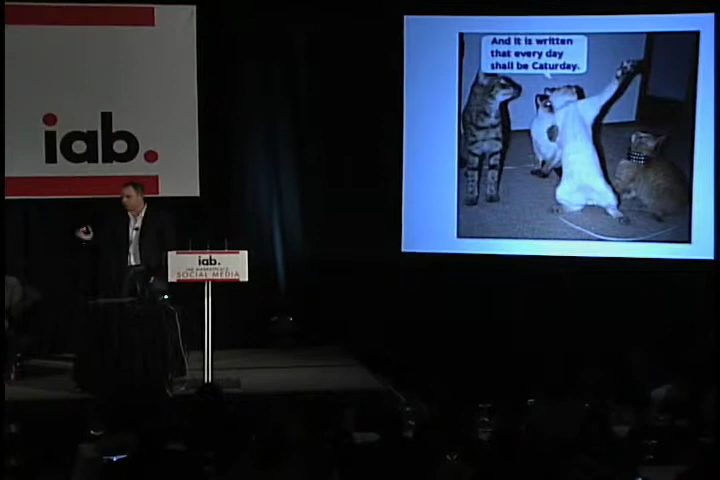 And it is written
that every day
shall be Caturday.
iab.
iab.
SOCIAL MEDIA